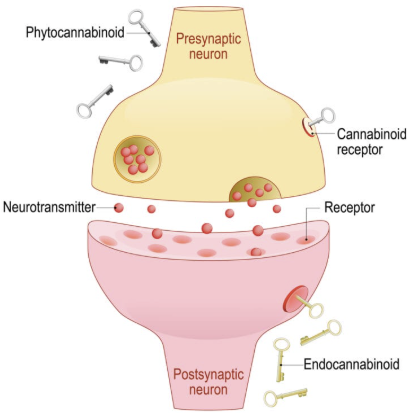 Phytocannabinoid
Presynaptic
neuron
Cannabinoid
receptor
Neurotransmitter
Receptor
Endocannabinoid
Postsynaptic
neuron